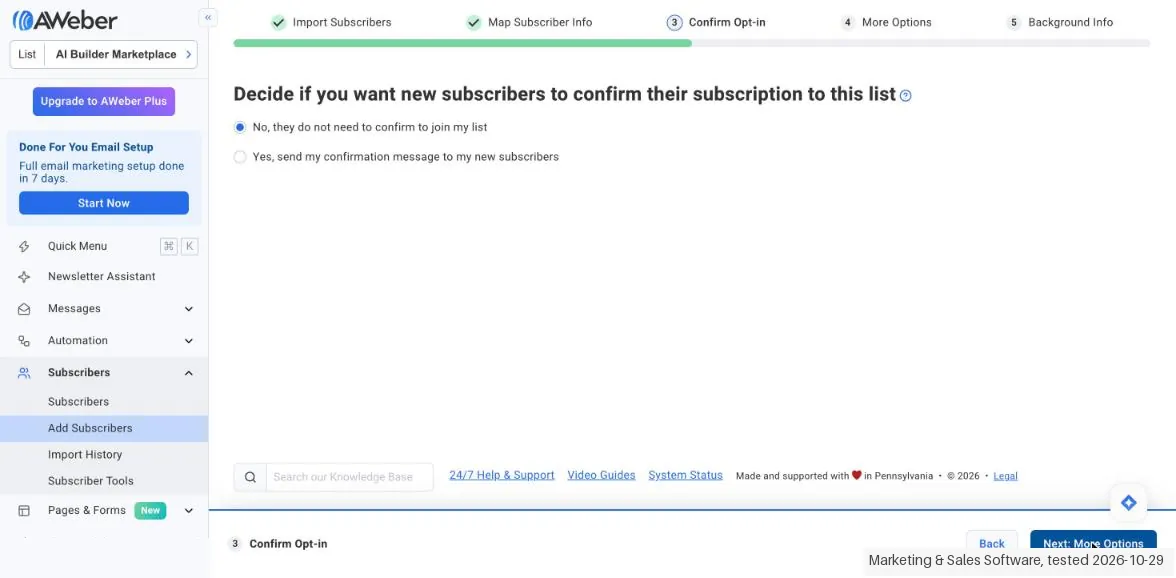 AWeber
List AI Builder Marketplace
Upgrade to AWeber Plus
Done For You Email Setup
Full email marketing setup done
in 7 days.
Start Now
Quick Menu ⌘ K
Newsletter Assistant
Messages
Automation
Subscribers
Subscribers
Add Subscribers
Import History
Subscriber Tools
Pages & Forms New
Import Subscribers
Map Subscriber Info
3 Confirm Opt-in
4 More Options
5 Background Info
Decide if you want new subscribers to confirm their subscription to this list
No, they do not need to confirm to join my list
Yes, send my confirmation message to my new subscribers
Search our Knowledge Base
24/7 Help & Support Video Guides System Status Made and supported with ❤ in Pennsylvania • © 2026 • Legal
3 Confirm Opt-in
Back
Next: More Options
Marketing & Sales Software, tested 2026-10-29